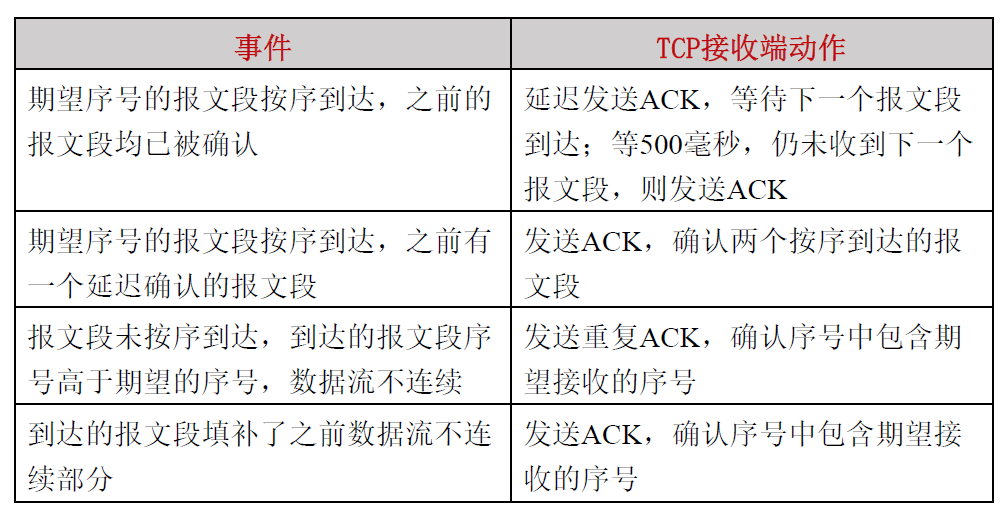 事件
TCP接收端动作
期望序号的报文段按序到达，之前的
报文段均已被确认
延迟发送ACK，等待下一个报文段
到达；等500毫秒，仍未收到下一个
报文段，则发送ACK
期望序号的报文段按序到达，之前有
一个延迟确认的报文段
发送ACK，确认两个按序到达的报
文段
报文段未按序到达，到达的报文段序
号高于期望的序号，数据流不连续
发送重复ACK，确认序号中包含期
望接收的序号
到达的报文段填补了之前数据流不连
续部分
发送ACK，确认序号中包含期望接
收的序号